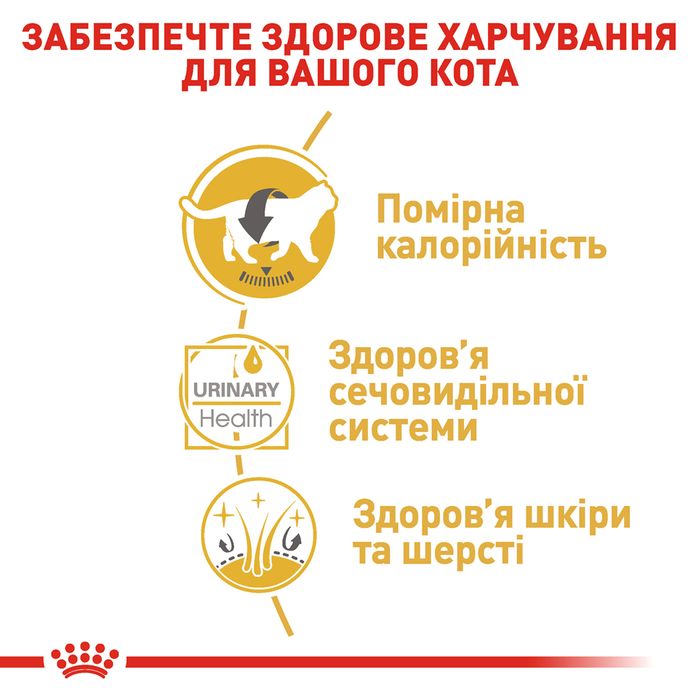 ЗАБЕЗПЕЧТЕ ЗДОРОВЕ ХАРЧУВАННЯ
ДЛЯ ВАШОГО КОТА
Помірна
калорійність
URINARY
Health
Здоров’я
сечовидільної
системи
Здоров’я шкіри
та шерсті